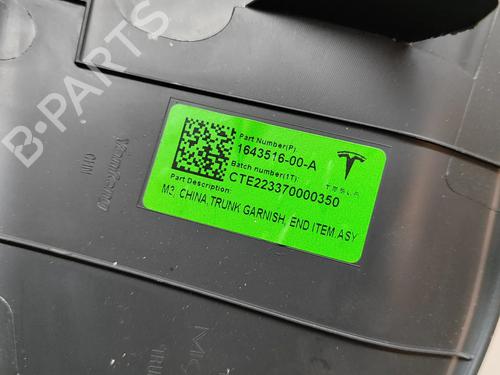 B-PARTS
Part Number(P):
1643516-00-A
Batch number(1T):
CTE223370000350
TESLA
Part Description:
M3, CHINA,TRUNK GARNISH, END ITEM ASY